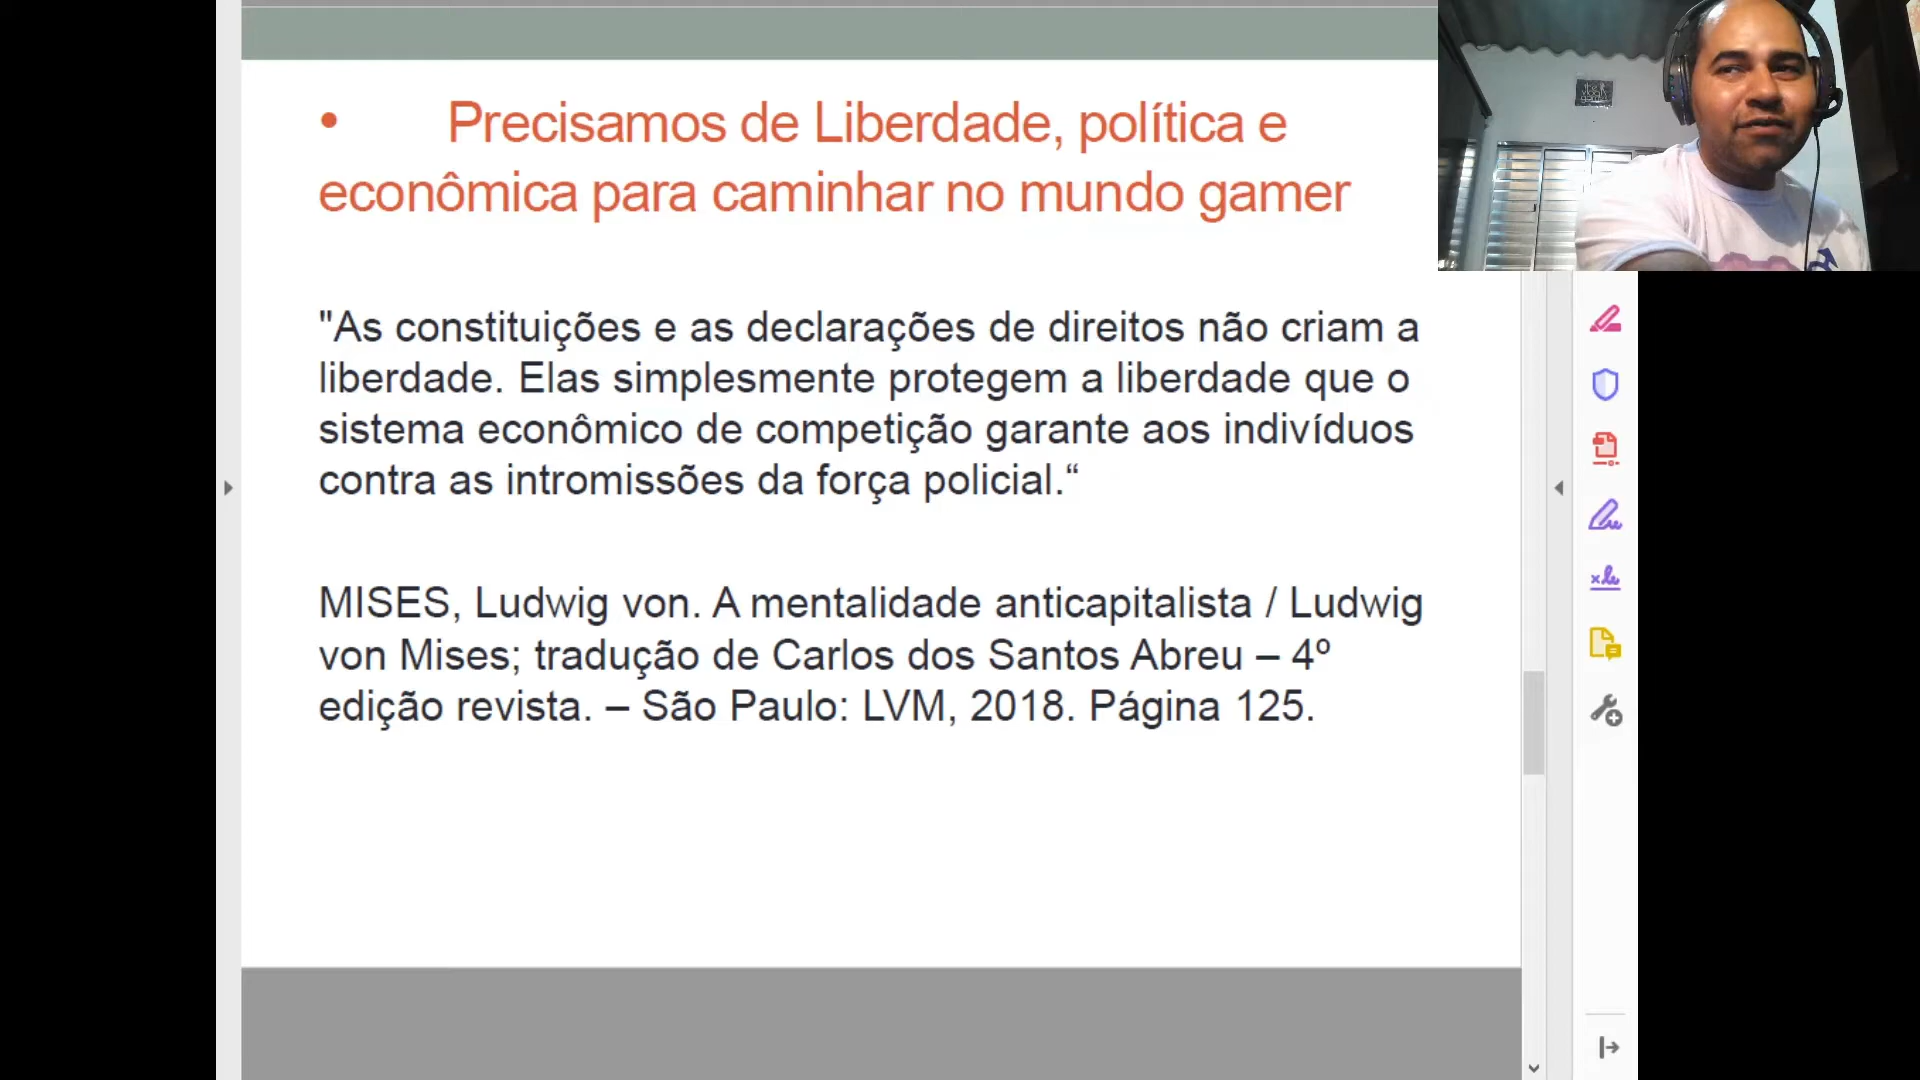 • Precisamos de Liberdade, política e
econômica para caminhar no mundo gamer
"As constituições e as declarações de direitos não criam a
liberdade. Elas simplesmente protegem a liberdade que o
sistema econômico de competição garante aos indivíduos
contra as intromissões da força policial.“
MISES, Ludwig von. A mentalidade anticapitalista / Ludwig
von Mises; tradução de Carlos dos Santos Abreu – 4º
edição revista. – São Paulo: LVM, 2018. Página 125.